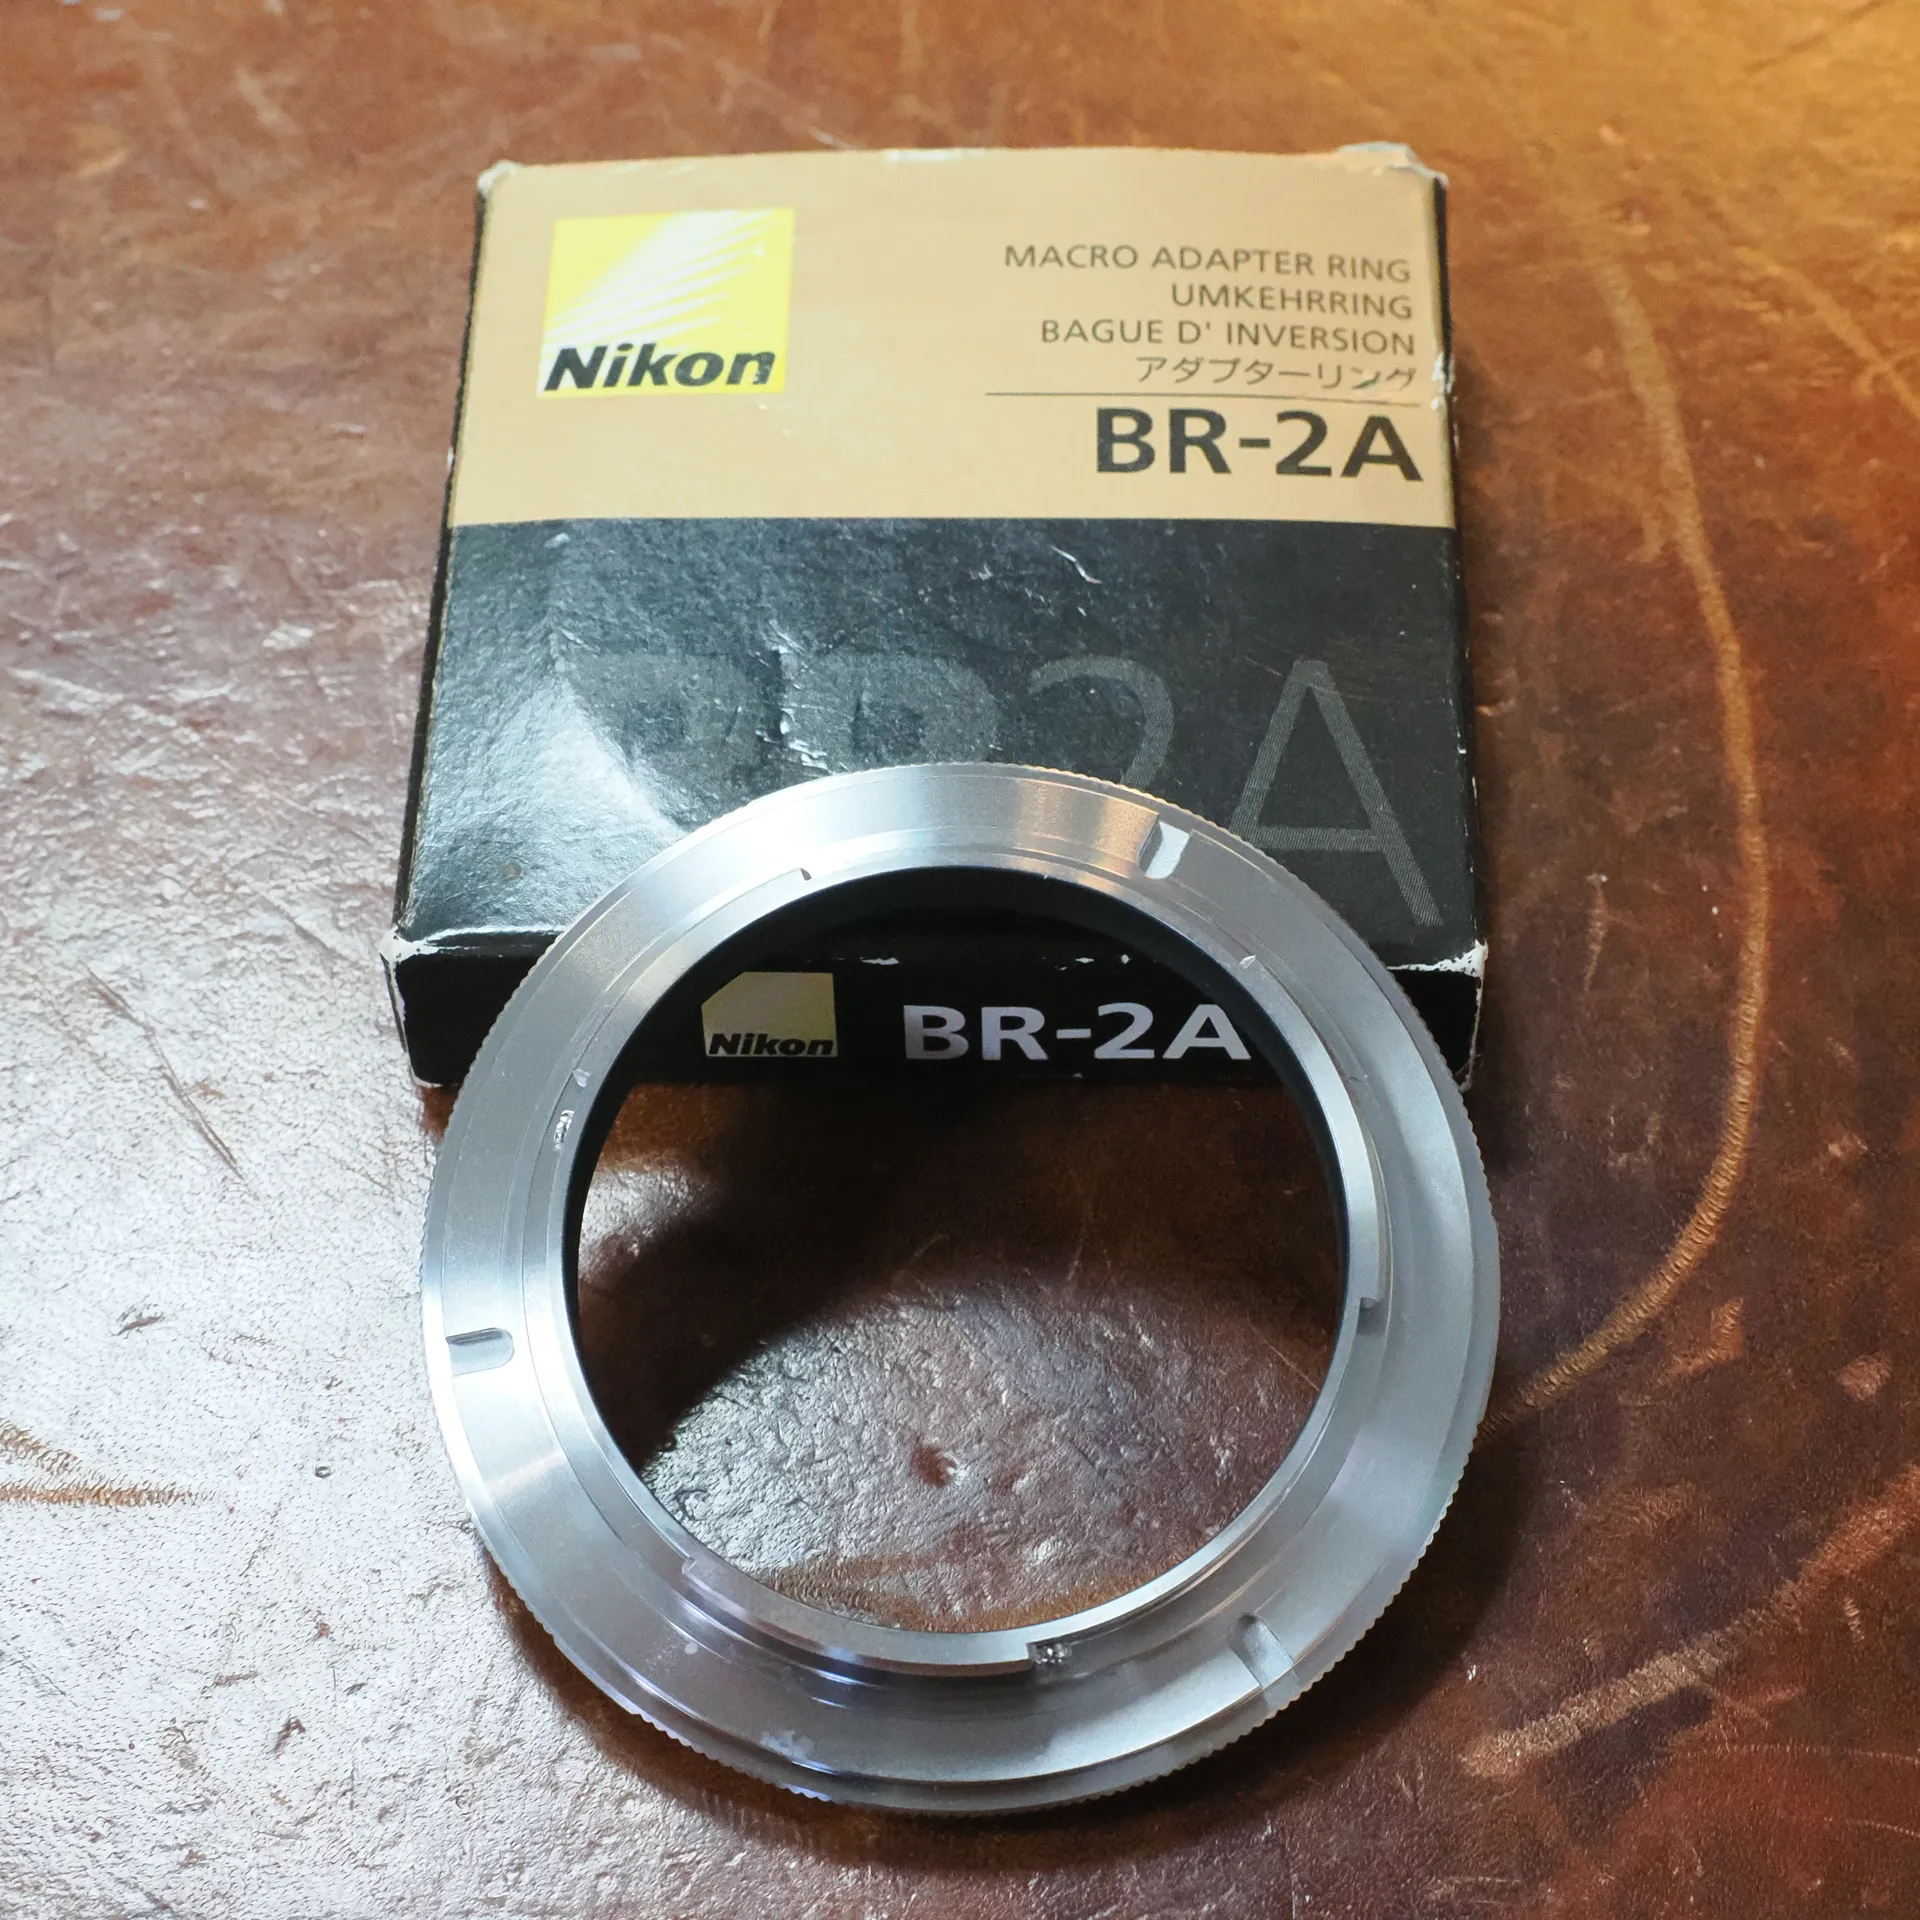 Nikon
MACRO ADAPTER RING
UMKEHRRING
BAGUE D' INVERSION
アダプターリング
BR-2A
BR2A
Nikon
BR-2A